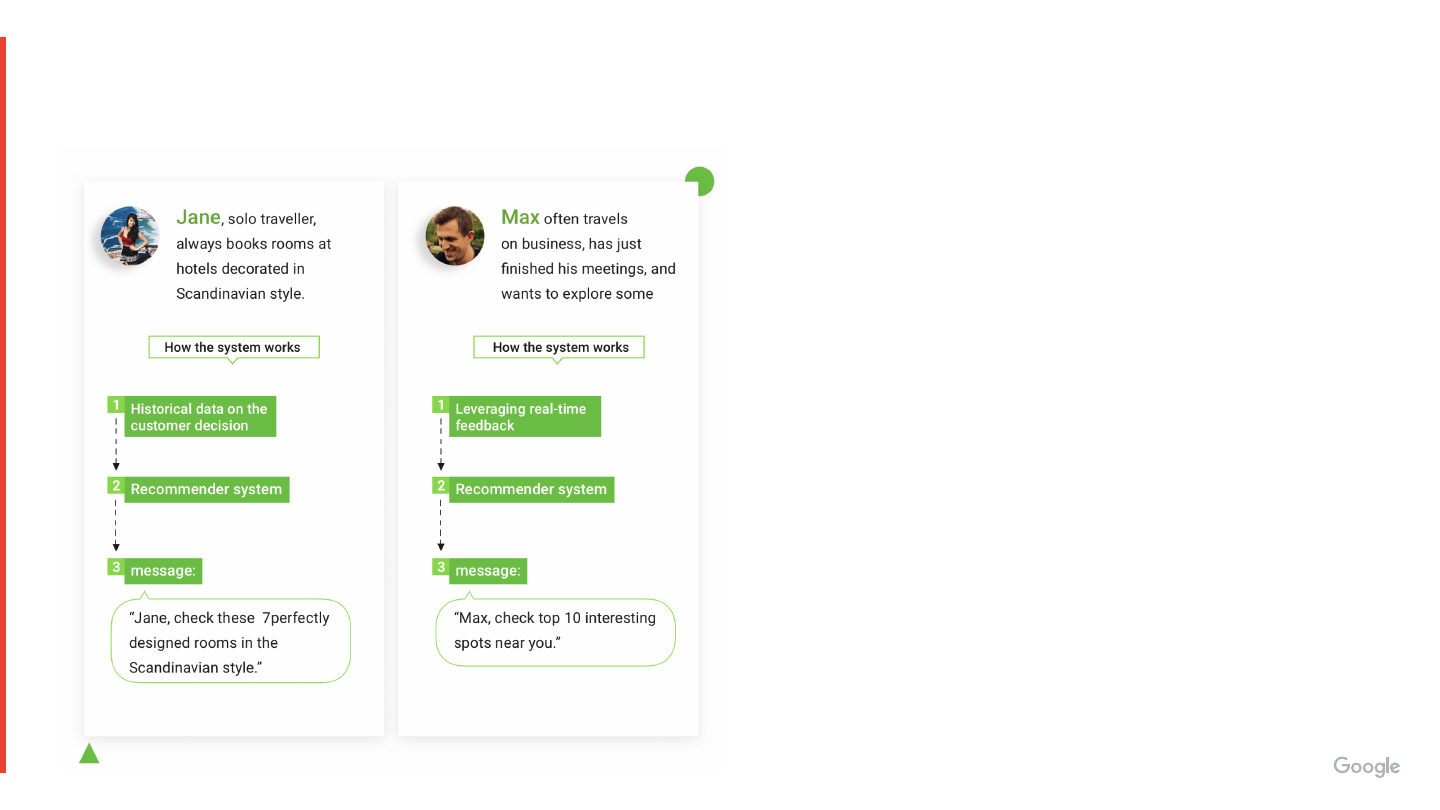 Jane, solo traveller,
always books rooms at
hotels decorated in
Scandinavian style.
How the system works
1 Historical data on the
customer decision
2 Recommender system
3 message:
“Jane, check these 7perfectly
designed rooms in the
Scandinavian style.”
Max often travels
on business, has just
finished his meetings, and
wants to explore some
How the system works
1 Leveraging real-time
feedback
2 Recommender system
3 message:
“Max, check top 10 interesting
spots near you.”
Google